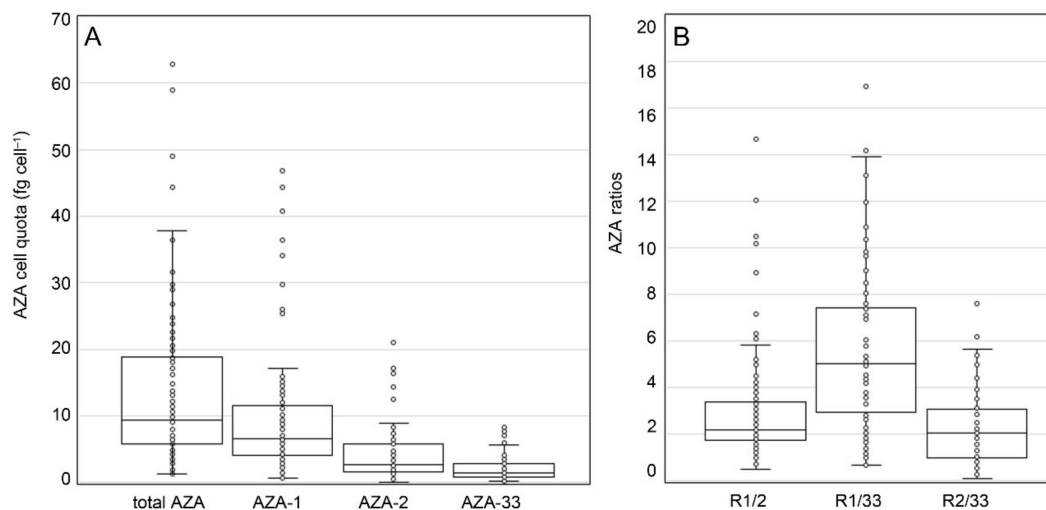 A
AZA cell quota (fg cell⁻¹)
70
60
50
40
30
20
10
0
total AZA
AZA-1
AZA-2
AZA-33
B
AZA ratios
20
18
16
14
12
10
8
6
4
2
0
R1/2
R1/33
R2/33